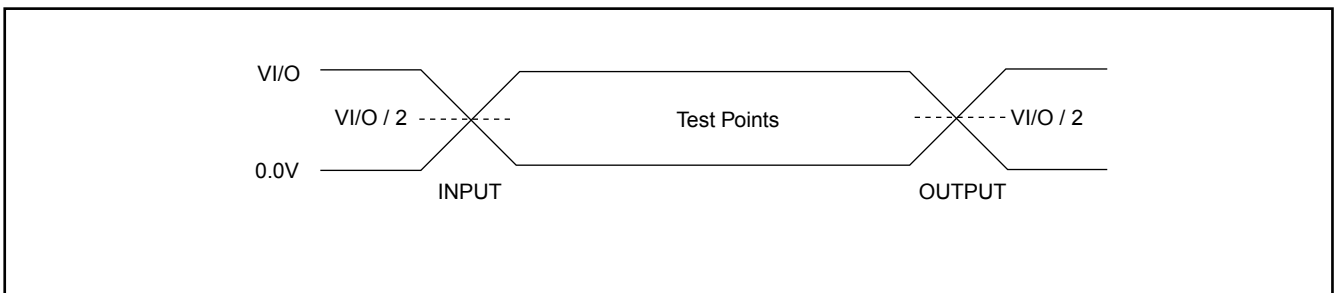 VI/O
VI/O / 2
Test Points
VI/O / 2
0.0V
INPUT
OUTPUT